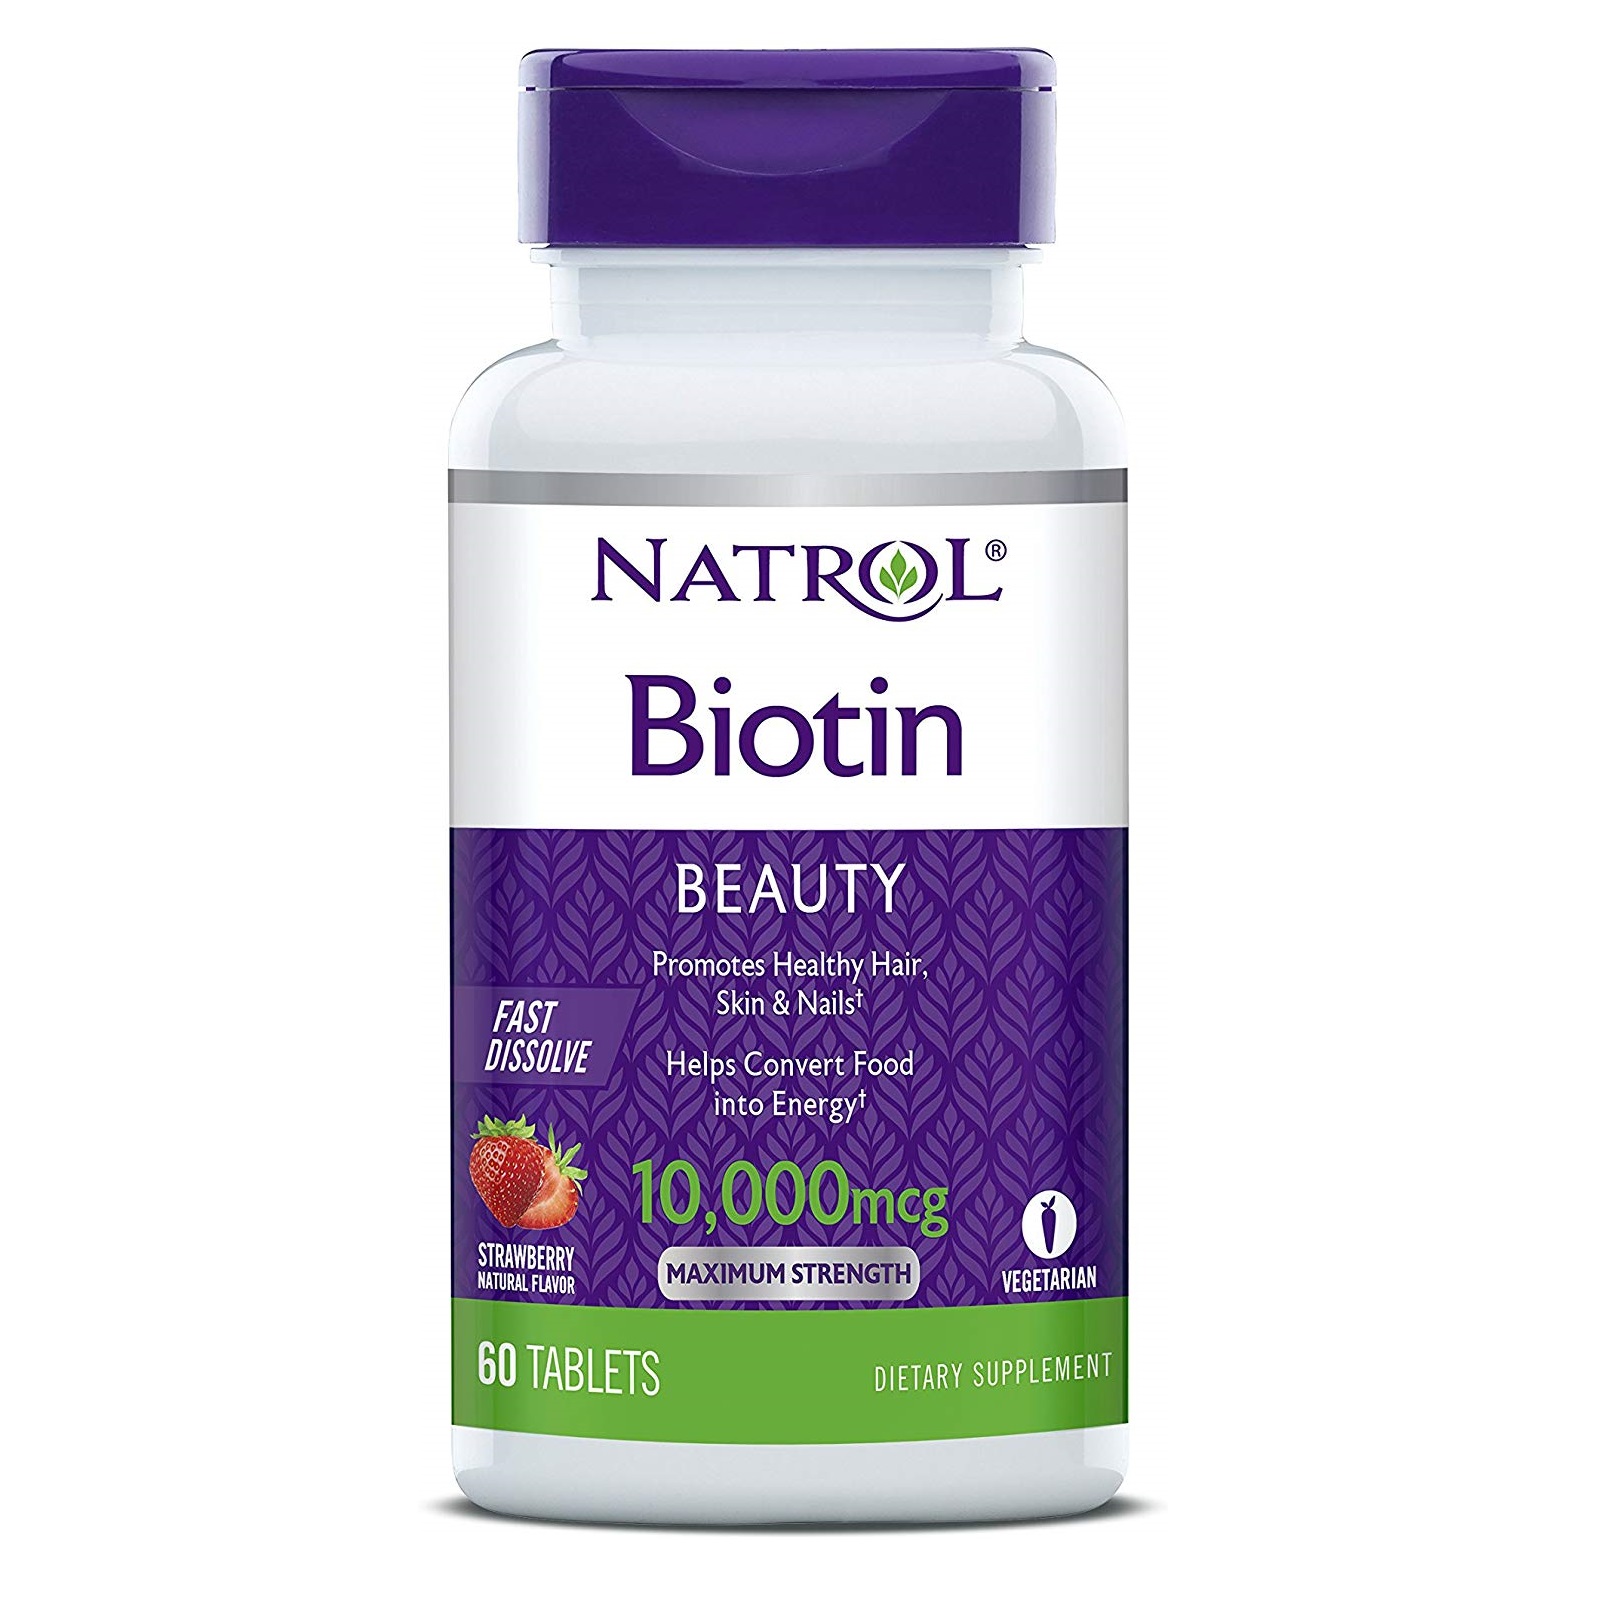 NATROL®
Biotin
BEAUTY
Promotes Healthy Hair,
Skin & Nails†
Helps Convert Food
into Energy†
FAST
DISSOLVE
10,000mcg
MAXIMUM STRENGTH
STRAWBERRY
NATURAL FLAVOR
VEGETARIAN
60 TABLETS
DIETARY SUPPLEMENT